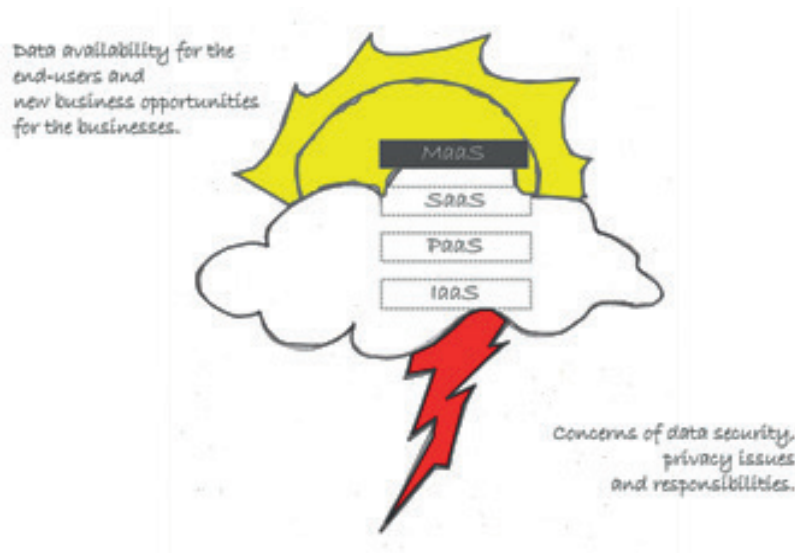 Data availability for the
end-users and
new business opportunities
for the businesses.
MaaS
SaaS
PaaS
IaaS
Concerns of data security,
privacy issues
and responsibilities.